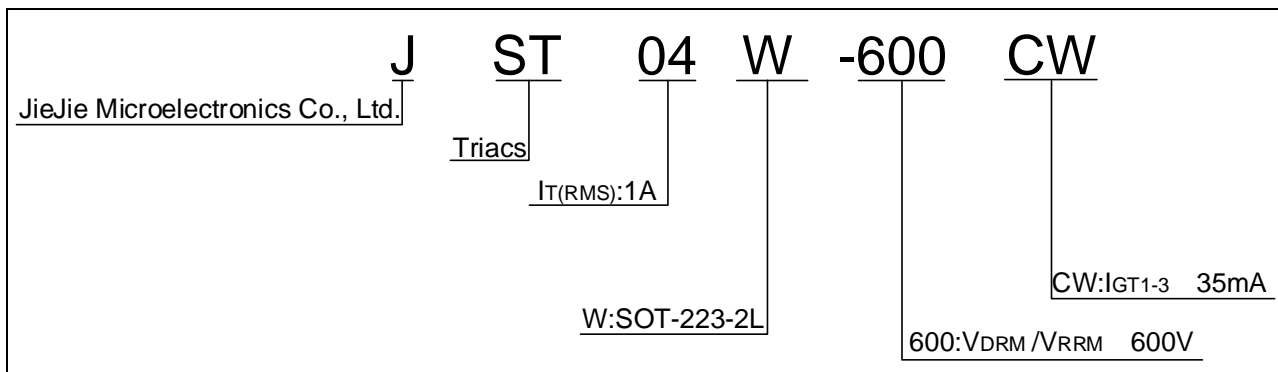 J ST 04 W -600 CW
JieJie Microelectronics Co., Ltd.
Triacs
IT(RMS):1A
CW:IGT1-3 35mA
W:SOT-223-2L
600:VDRM /VRRM 600V